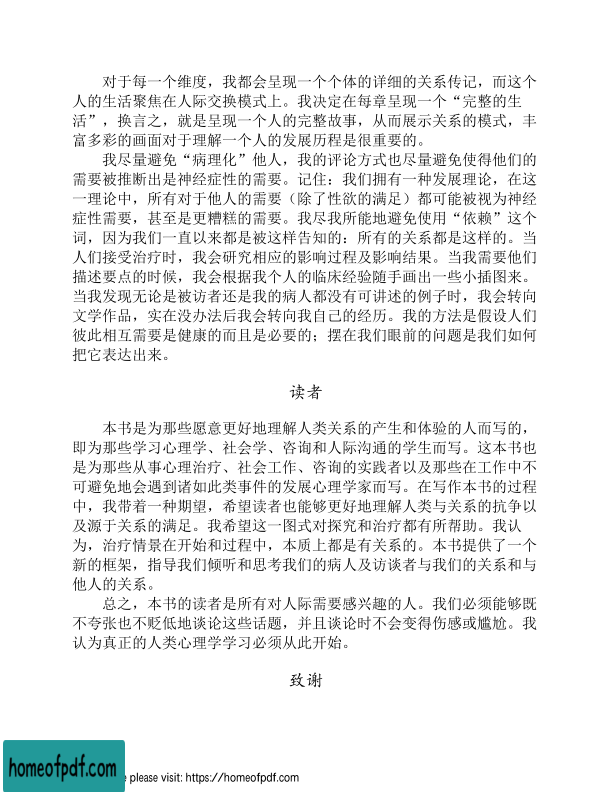 对于每一个维度，我都会呈现一个个体的详细的关系传记，而这个
人的生活聚焦在人际交换模式上。我决定在每章呈现一个“完整的生
活”，换言之，就是呈现一个人的完整故事，从而展示关系的模式，丰
富多彩的画面对于理解一个人的发展历程是很重要的。
我尽量避免“病理化”他人，我的评论方式也尽量避免使得他们的
需要被推断出是神经症性的需要。记住：我们拥有一种发展理论，在这
一理论中，所有对于他人的需要（除了性欲的满足）都可能被视为神经
症性需要，甚至是更糟糕的需要。我尽我所能地避免使用“依赖”这个
词，因为我们一直以来都是被这样告知的：所有的关系都是这样的。当
人们接受治疗时，我会研究相应的影响过程及影响结果。当我需要他们
描述要点的时候，我会根据我个人的临床经验随手画出一些小插图来。
当我发现无论是被访者还是我的病人都没有可讲述的例子时，我会转向
文学作品，实在没办法后我会转向我自己的经历。我的方法是假设人们
彼此相互需要是健康的而且是必要的；摆在我们眼前的问题是我们如何
把它表达出来。
读者
本书是为那些愿意更好地理解人类关系的产生和体验的人而写的，
即为那些学习心理学、社会学、咨询和人际沟通的学生而写。这本书也
是为那些从事心理治疗、社会工作、咨询的实践者以及那些在工作中不
可避免地会遇到诸如此类事件的发展心理学家而写。在写作本书的过程
中，我带着一种期望，希望读者也能够更好地理解人类与关系的抗争以
及源于关系的满足。我希望这一图式对探究和治疗都有所帮助。我认
为，治疗情景在开始和过程中，本质上都是有关系的。本书提供了一个
新的框架，指导我们倾听和思考我们的病人及访谈者与我们的关系和与
他人的关系。
总之，本书的读者是所有对人际需要感兴趣的人。我们必须能够既
不夸张也不贬低地谈论这些话题，并且谈论时不会变得伤感或尴尬。我
认为真正的人类心理学学习必须从此开始。
致谢
homeofpdf.com
e please visit: https://homeofpdf.com